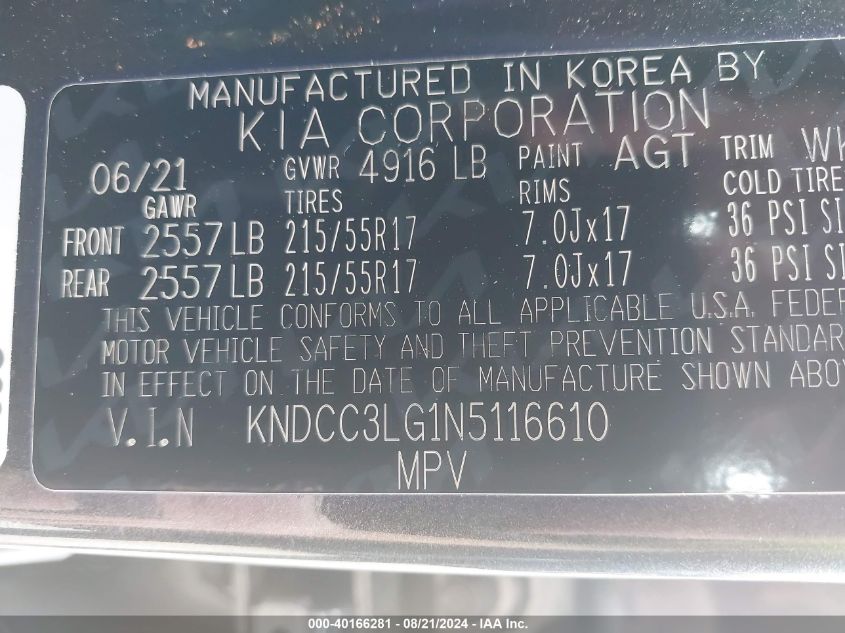 MANUFACTURED IN KOREA BY
KIA CORPORATION
06/21 GVWR 4916 LB PAINT AGT TRIM
GAWR TIRES RIMS COLD TIRE
FRONT 2557 LB 215/55R17 7.0Jx17 36 PSI
REAR 2557 LB 215/55R17 7.0Jx17 36 PSI
THIS VEHICLE CONFORMS TO ALL APPLICABLE U.S.A. FEDER
MOTOR VEHICLE SAFETY AND THEFT PREVENTION STANDAR
IN EFFECT ON THE DATE OF MANUFACTURE SHOWN ABOV
V.I.N KNDCC3LG1N5116610
MPV
000-40166281 - 08/21/2024 - IAA Inc.